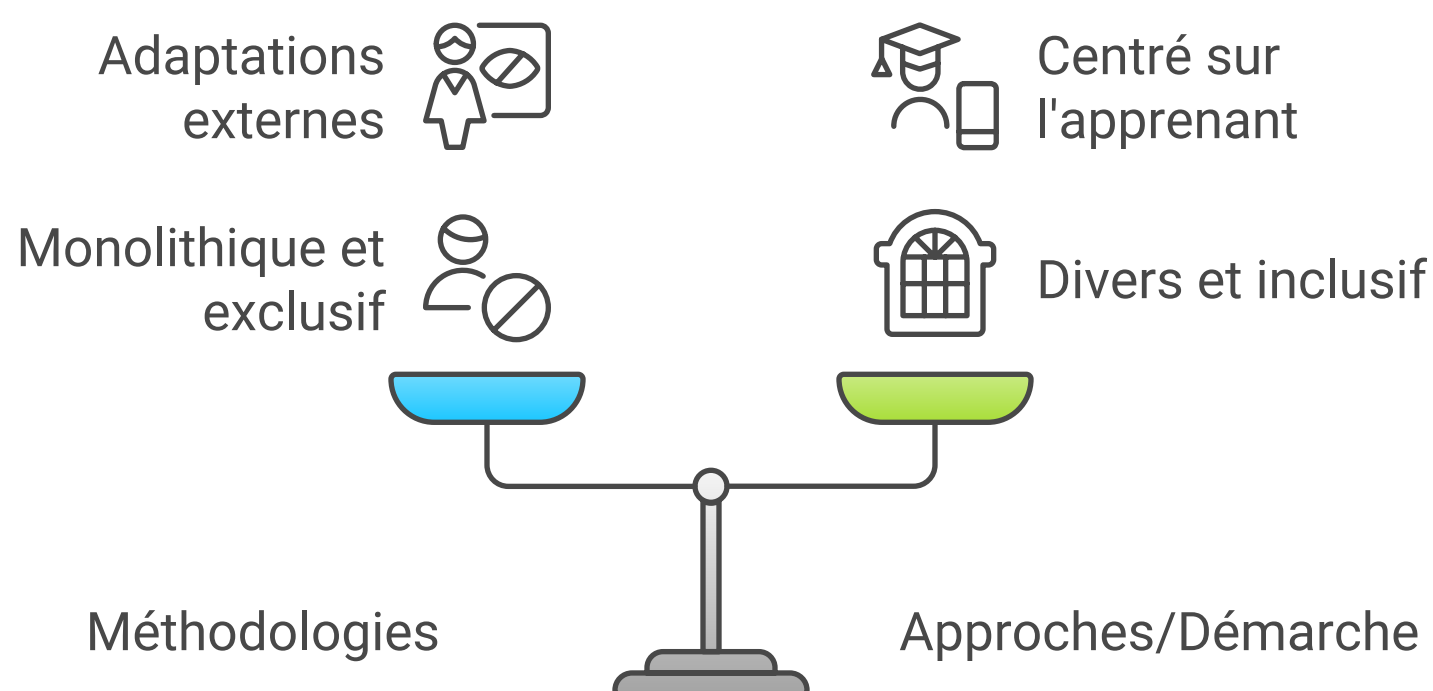 Adaptations
externes
Centré sur
l'apprenant
Monolithique et
exclusif
Divers et inclusif
Méthodologies
Approches/Démarche